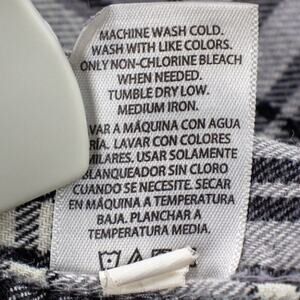 MACHINE WASH COLD.
WASH WITH LIKE COLORS.
ONLY NON-CHLORINE BLEACH
WHEN NEEDED.
TUMBLE DRY LOW.
MEDIUM IRON.
VAR A MÁQUINA CON AGUA
RÍA. LAVAR CON COLORES
MILARES. USAR SOLAMENTE
BLANQUEADOR SIN CLORO
CUANDO SE NECESITE. SECAR
EN MÁQUINA A TEMPERATURA
BAJA. PLANCHAR A
TEMPERATURA MEDIA.